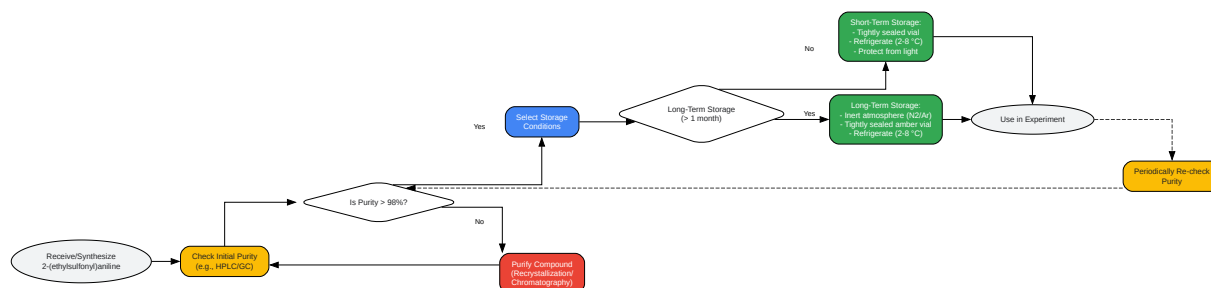 Receive/Synthesize
2-(ethylsulfonyl)aniline
Check Initial Purity
(e.g., HPLC/GC)
Is Purity > 98%?
No
Purify Compound
(Recrystallization/
Chromatography)
Yes
Select Storage
Conditions
Long-Term Storage
(> 1 month)
No
Short-Term Storage:
- Tightly sealed vial
- Refrigerate (2-8 °C)
- Protect from light
Yes
Long-Term Storage:
- Inert atmosphere (N2/Ar)
- Tightly sealed amber vial
- Refrigerate (2-8 °C)
Use in Experiment
Periodically Re-check
Purity